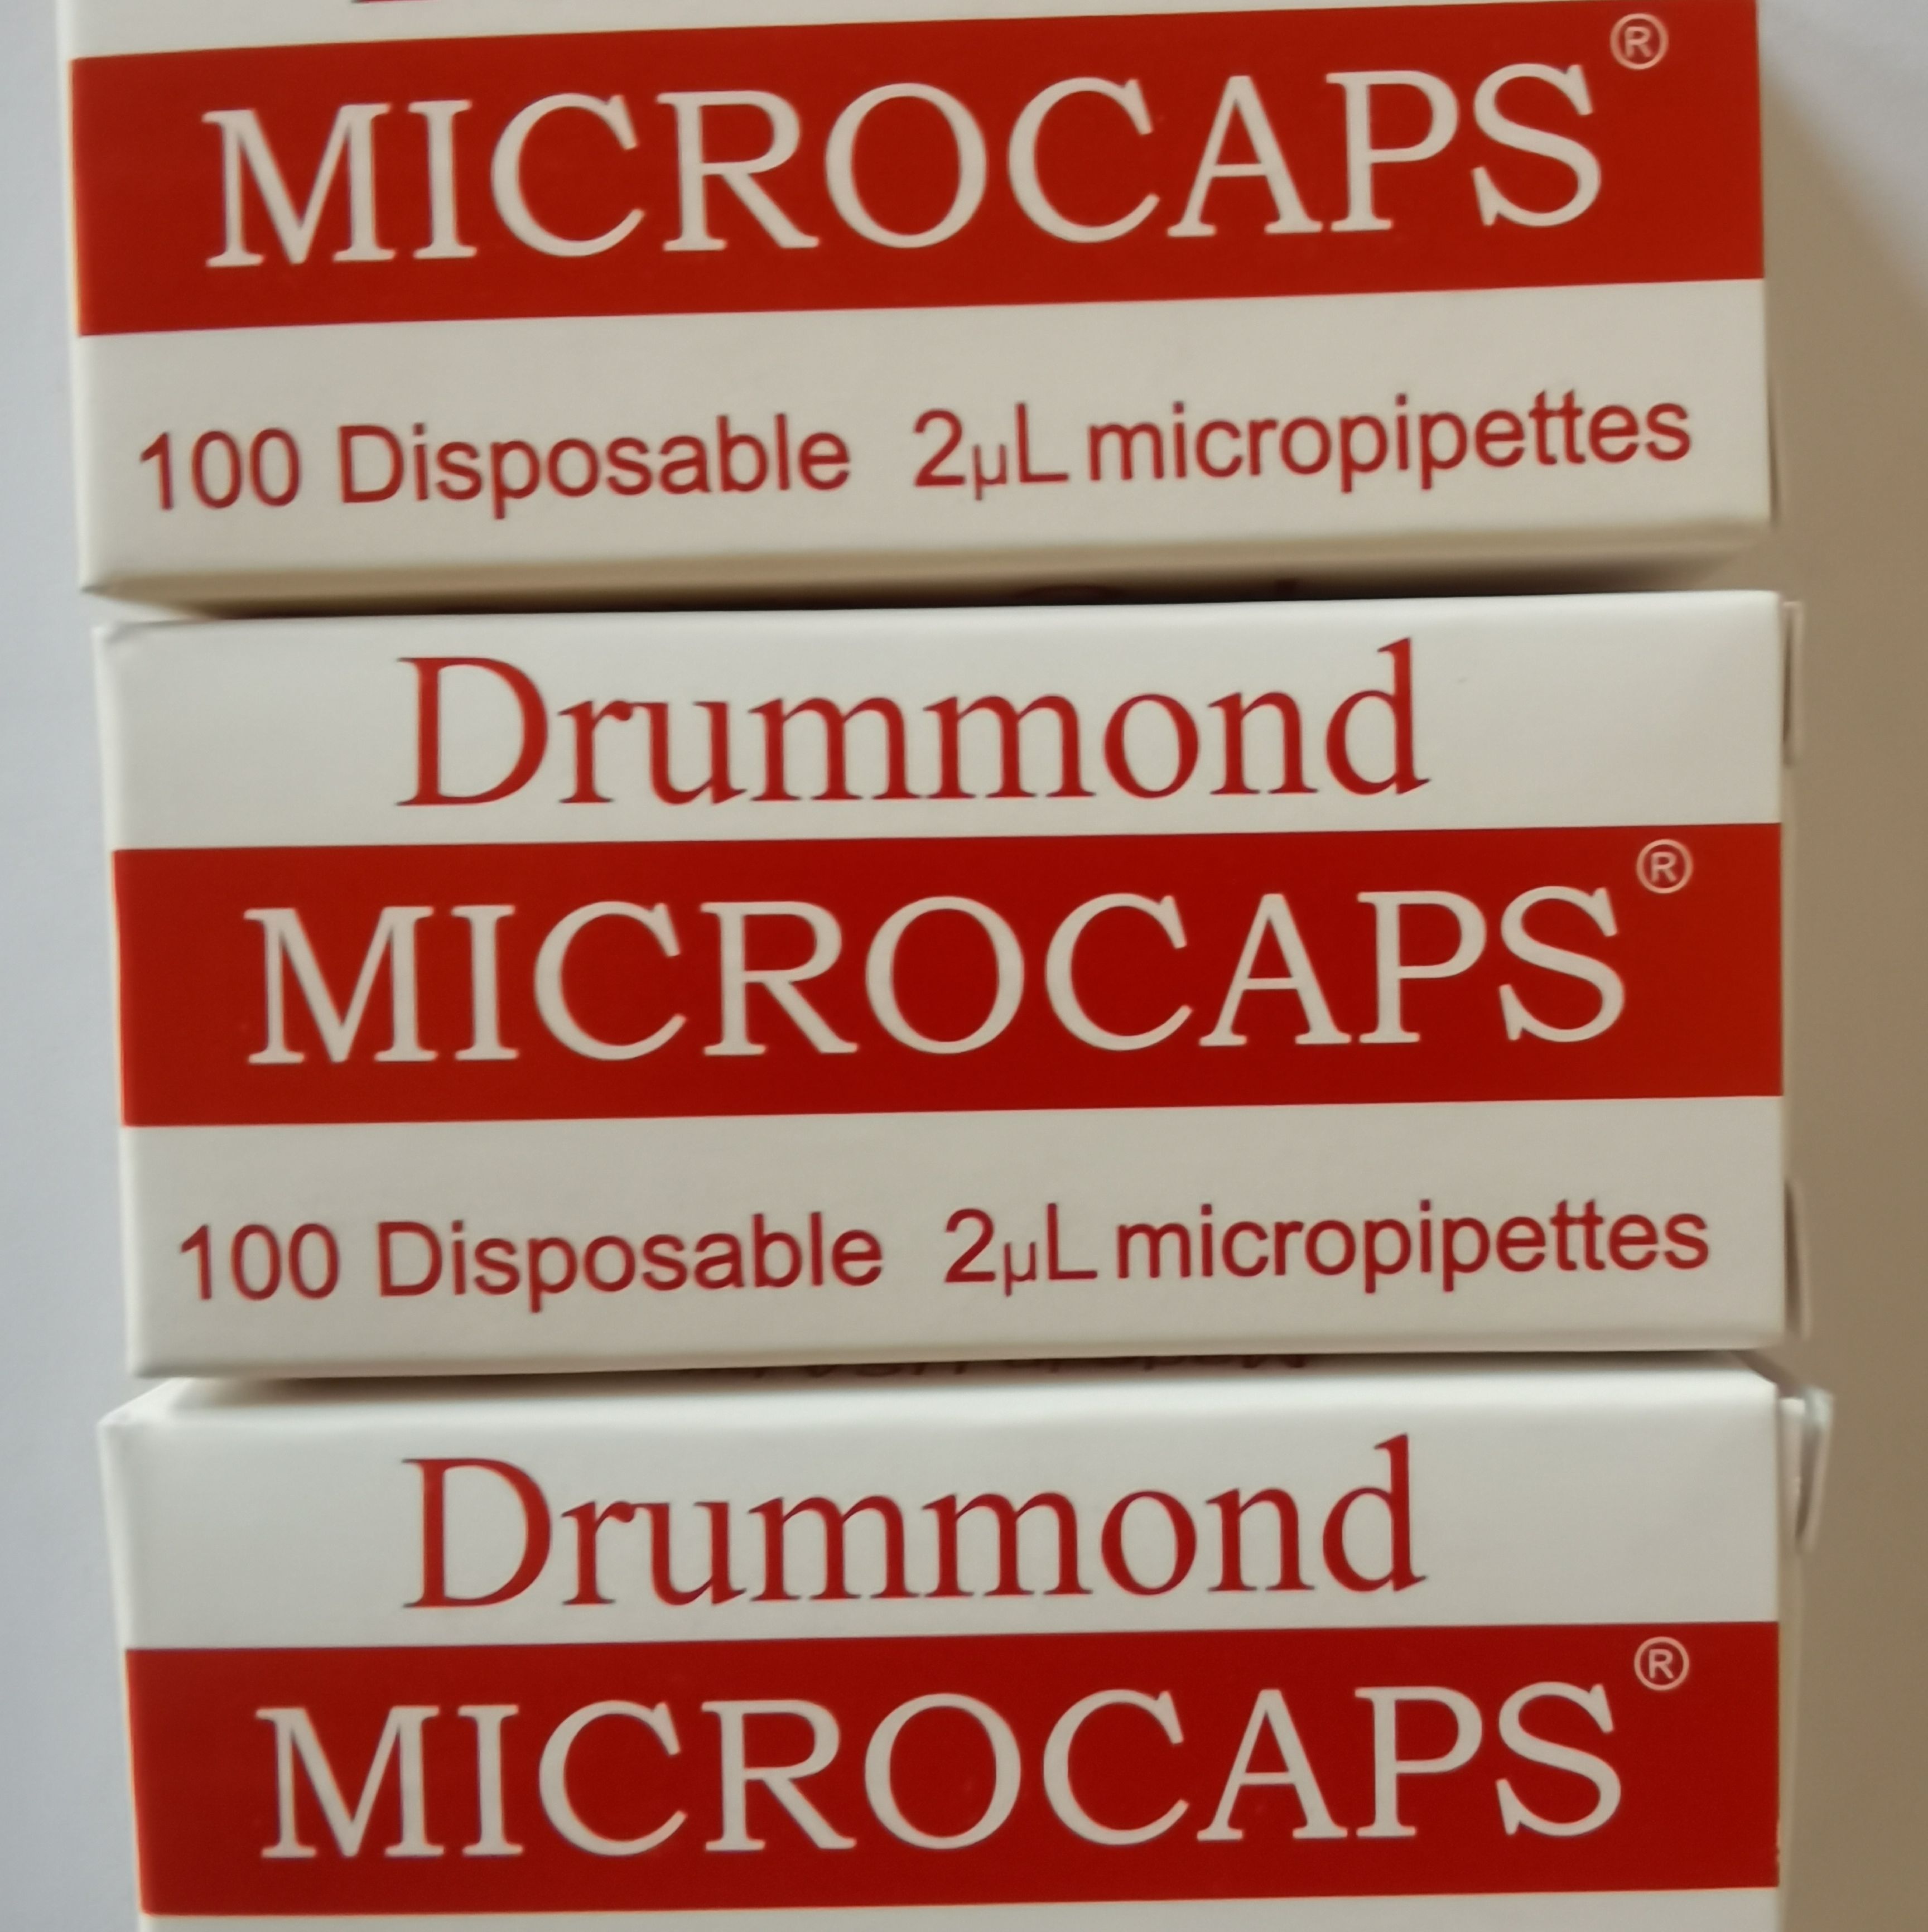 MICROCAPS®
100 Disposable 2µL micropipettes
Drummond
MICROCAPS®
100 Disposable 2µL micropipettes
Drummond
MICROCAPS®